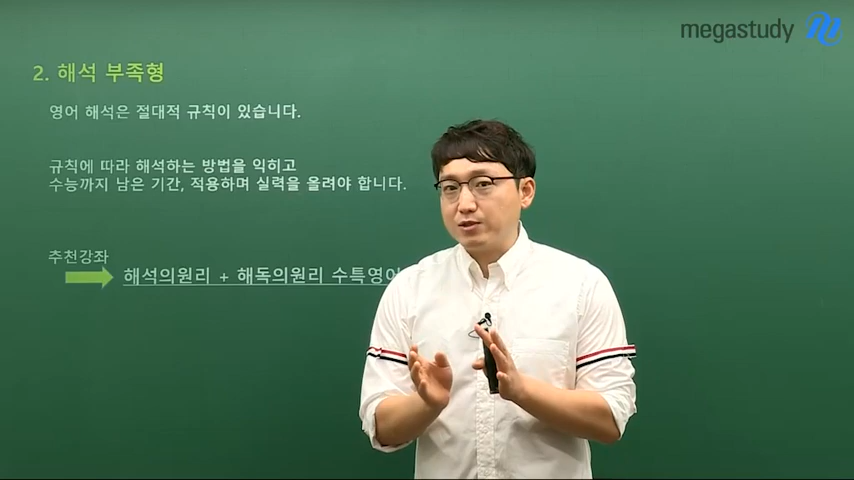 megastudy
2. 해석 부족형
영어 해석은 절대적 규칙이 있습니다.
규칙에 따라 해석하는 방법을 익히고
수능까지 남은 기간, 적용하며 실력을 올려야 합니다.
추천강좌
해석의원리 + 해독의원리 수특영어